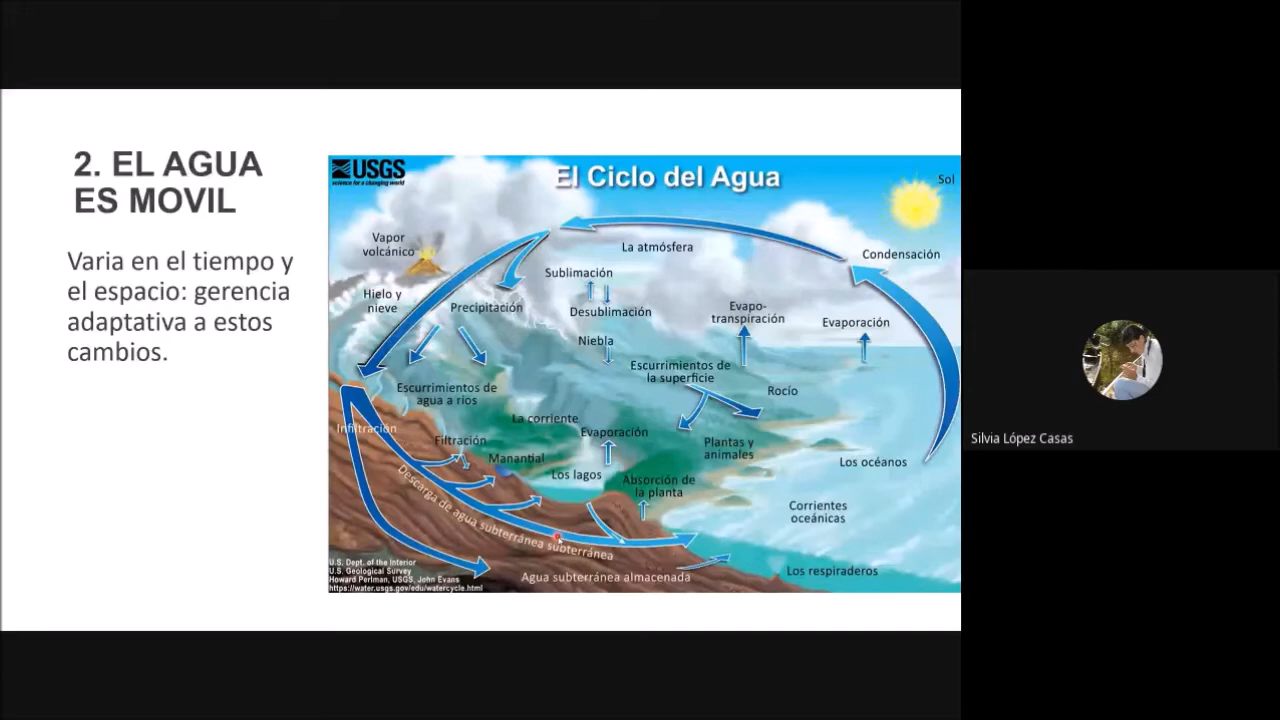 2. EL AGUA
ES MOVIL
Varia en el tiempo y
el espacio: gerencia
adaptativa a estos
cambios.
USGS
science for a changing world
El Ciclo del Agua
Sol
Vapor
volcánico
La atmósfera
Condensación
Sublimación
Hielo y
nieve
Precipitación
Desublimación
Evapo-
transpiración
Evaporación
Niebla
Escurrimientos de
la superficie
Escurrimientos de
agua a ríos
Rocío
La corriente
Infiltración
Filtración
Evaporación
Manantial
Plantas y
animales
Los lagos
Los océanos
Absorción de
la planta
Descarga de agua subterránea subterránea
Corrientes
oceánicas
Agua subterránea almacenada
Los respiraderos
U.S. Dept. of the Interior
U.S. Geological Survey
Howard Perlman, USGS, John Evans
https://water.usgs.gov/edu/watercycle.html
Silvia López Casas